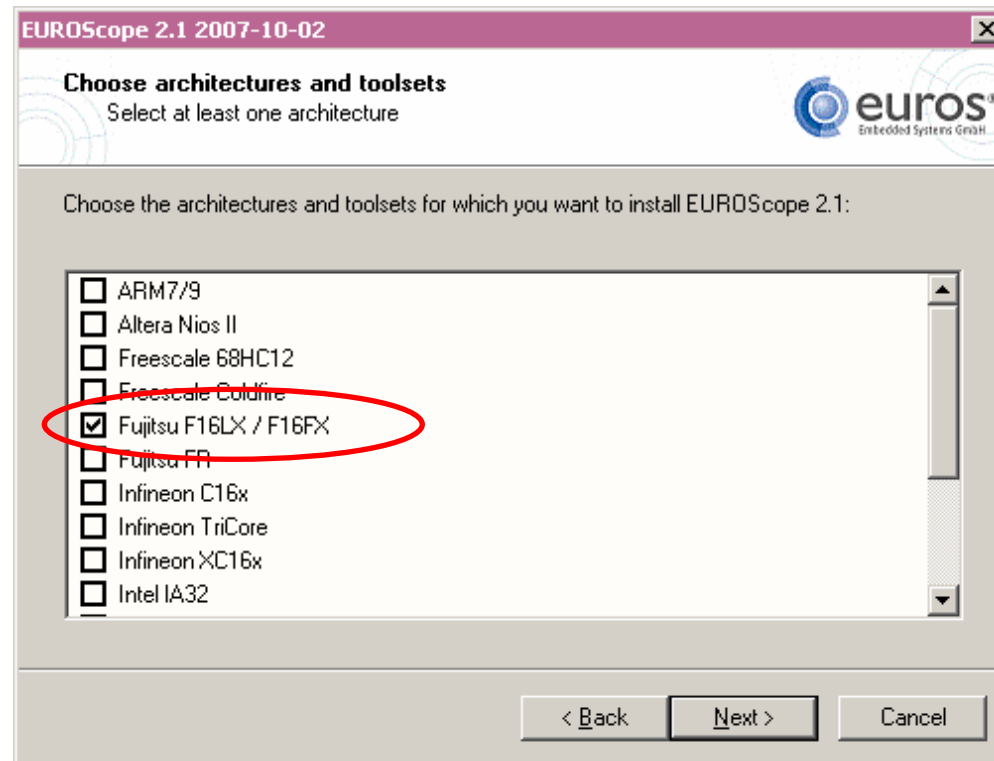 EUROScope 2.1 2007-10-02
Choose architectures and toolsets
Select at least one architecture
euros
Embedded Systems GmbH
Choose the architectures and toolsets for which you want to install EUROScope 2.1:
ARM7/9
Altera Nios II
Freescale 68HC12
Freescale Coldfire
Fujitsu F16LX / F16FX
Fujitsu FR
Infineon C16x
Infineon TriCore
Infineon XC16x
Intel IA32
< Back
Next >
Cancel